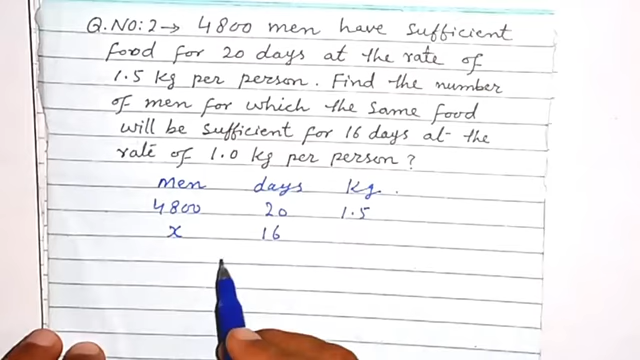 Q.NO:2→ 4800 men have sufficient
food for 20 days at the rate of
1.5 kg per person. Find the number
of men for which the same food
will be sufficient for 16 days at the
rate of 1.0 kg per person?
men days kg.
4800 20 1.5
x 16